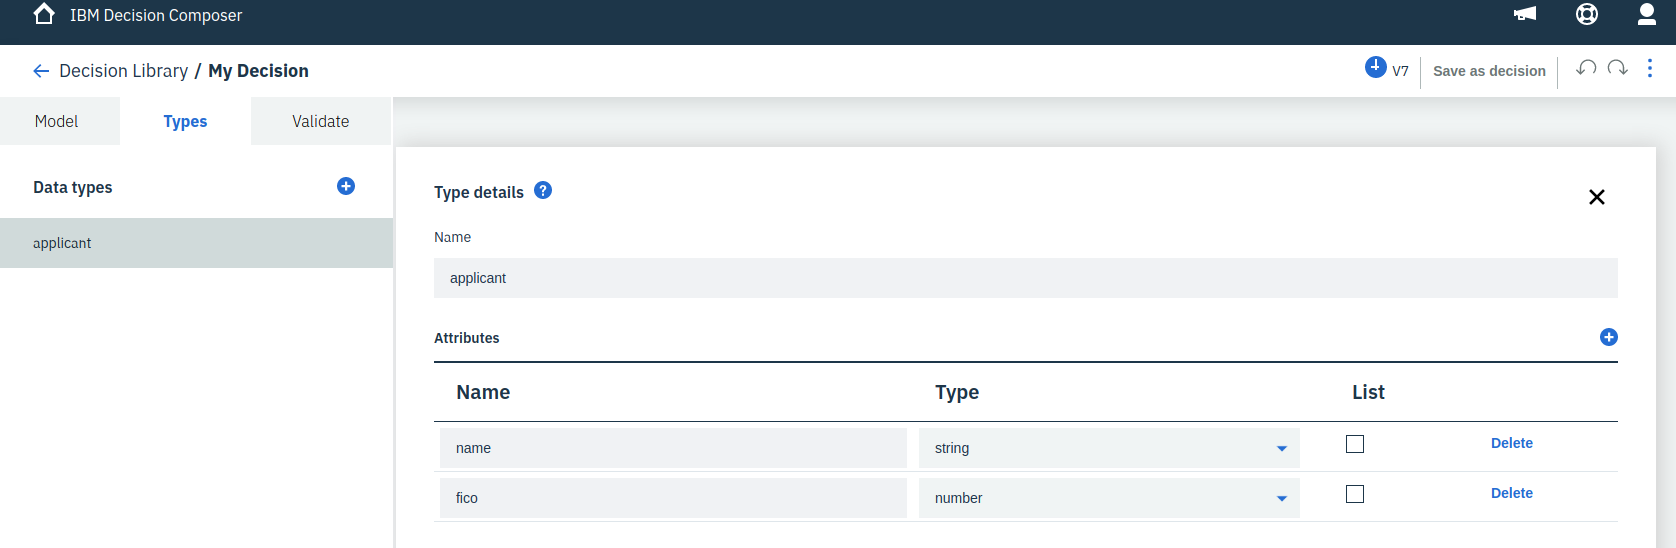 IBM Decision Composer
Decision Library / My Decision
V7 Save as decision
Model Types Validate
Data types
applicant
Type details ?
Name
applicant
Attributes
Name Type List
name string Delete
fico number Delete